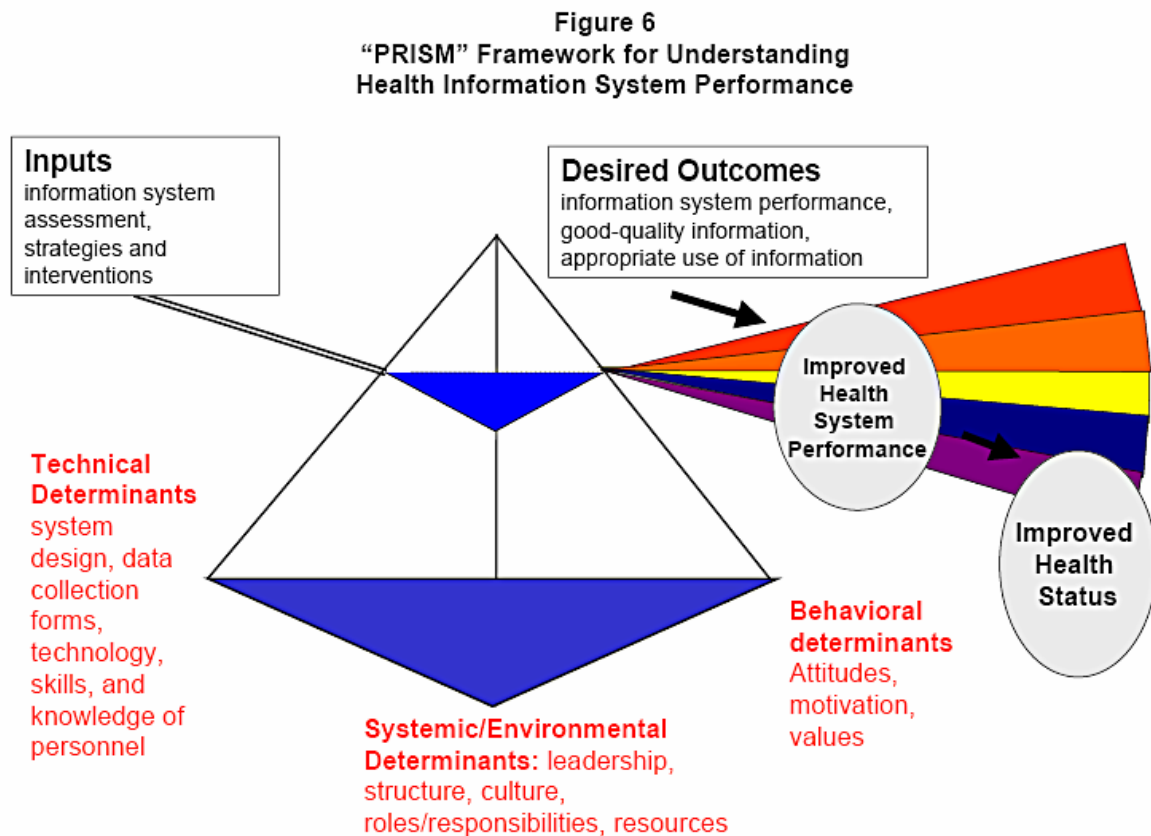 Figure 6
“PRISM” Framework for Understanding
Health Information System Performance
Inputs
information system
assessment,
strategies and
interventions
Desired Outcomes
information system performance,
good-quality information,
appropriate use of information
Improved
Health
System
Performance
Improved
Health
Status
Technical
Determinants
system
design, data
collection
forms,
technology,
skills, and
knowledge of
personnel
Systemic/Environmental
Determinants: leadership,
structure, culture,
roles/responsibilities, resources
Behavioral
determinants
Attitudes,
motivation,
values